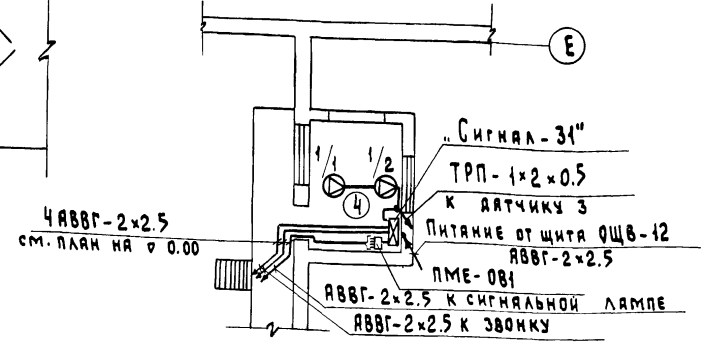 Е
„Сигнал-31"
1 1
1 2
ТРП-1×2×0.5
к датчику 3
4
4АВВГ-2×2.5
см. план на 0.00
Питание от щита ОЩВ-12
АВВГ-2×2.5
ПМЕ-081
АВВГ-2×2.5 к сигнальной лампе
АВВГ-2×2.5 к звонку